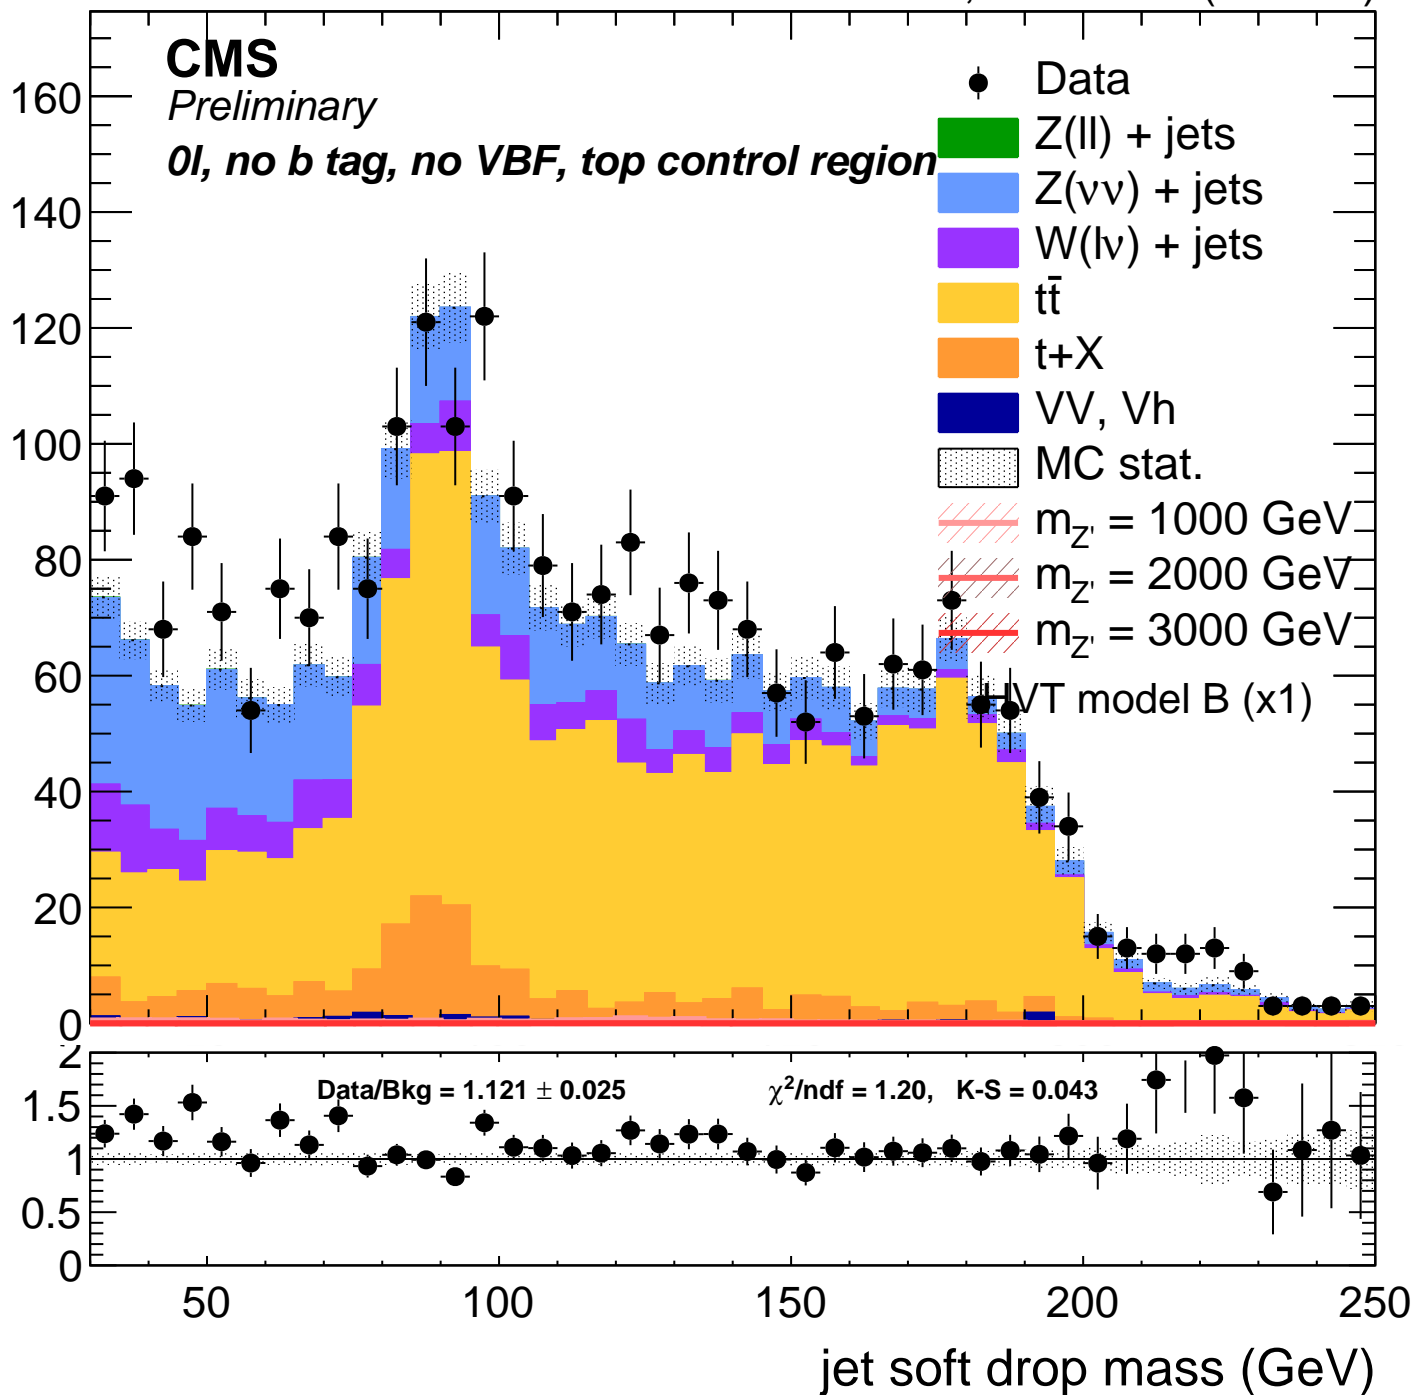 CMS
Preliminary
0l, no b tag, no VBF, top control region
Data
Z(ll) + jets
Z(νν) + jets
W(lν) + jets
tt̄
t+X
VV, Vh
MC stat.
m_Z' = 1000 GeV
m_Z' = 2000 GeV
m_Z' = 3000 GeV
HVT model B (x1)
160
140
120
100
80
60
40
20
0
Data/Bkg = 1.121 ± 0.025
χ²/ndf = 1.20, K-S = 0.043
2
1.5
1
0.5
0
50 100 150 200 250
jet soft drop mass (GeV)